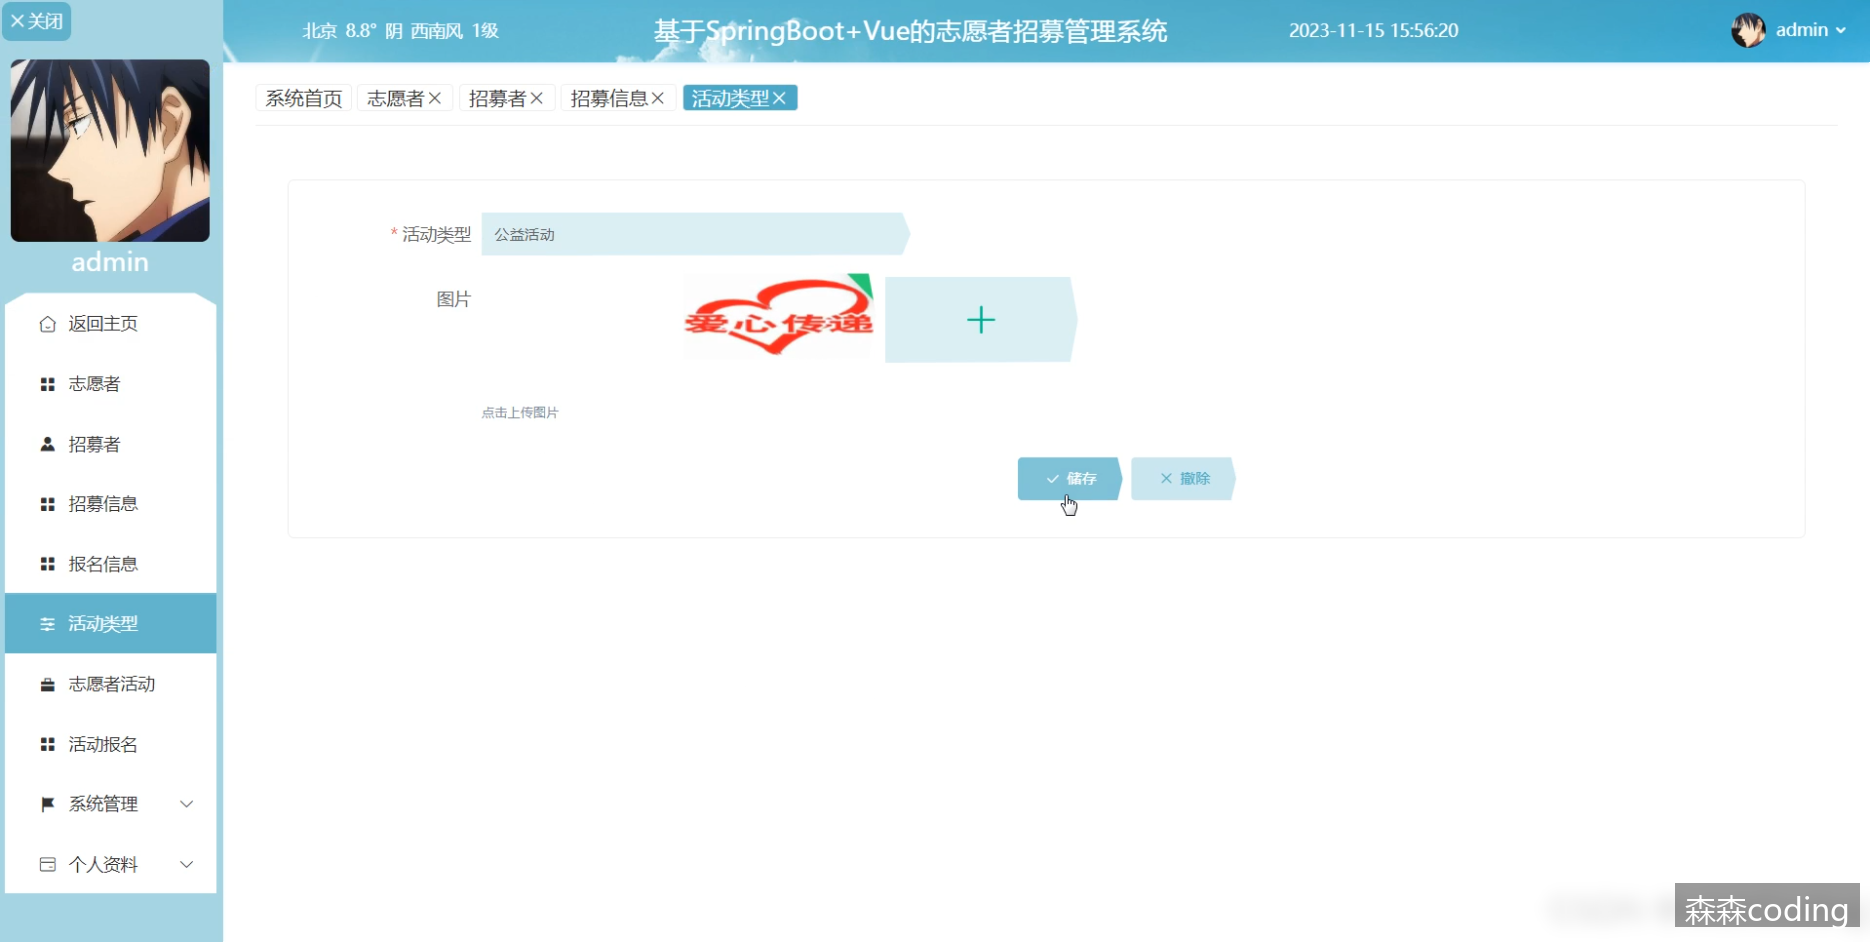 关闭
北京 8.8° 阴 西南风 1级
基于SpringBoot+Vue的志愿者招募管理系统
2023-11-15 15:56:20
admin
系统首页
志愿者
招募者
招募信息
活动类型
admin
* 活动类型
公益活动
图片
爱心传递
点击上传图片
储存
撤除
返回主页
志愿者
招募者
招募信息
报名信息
活动类型
志愿者活动
活动报名
系统管理
个人资料
森森coding